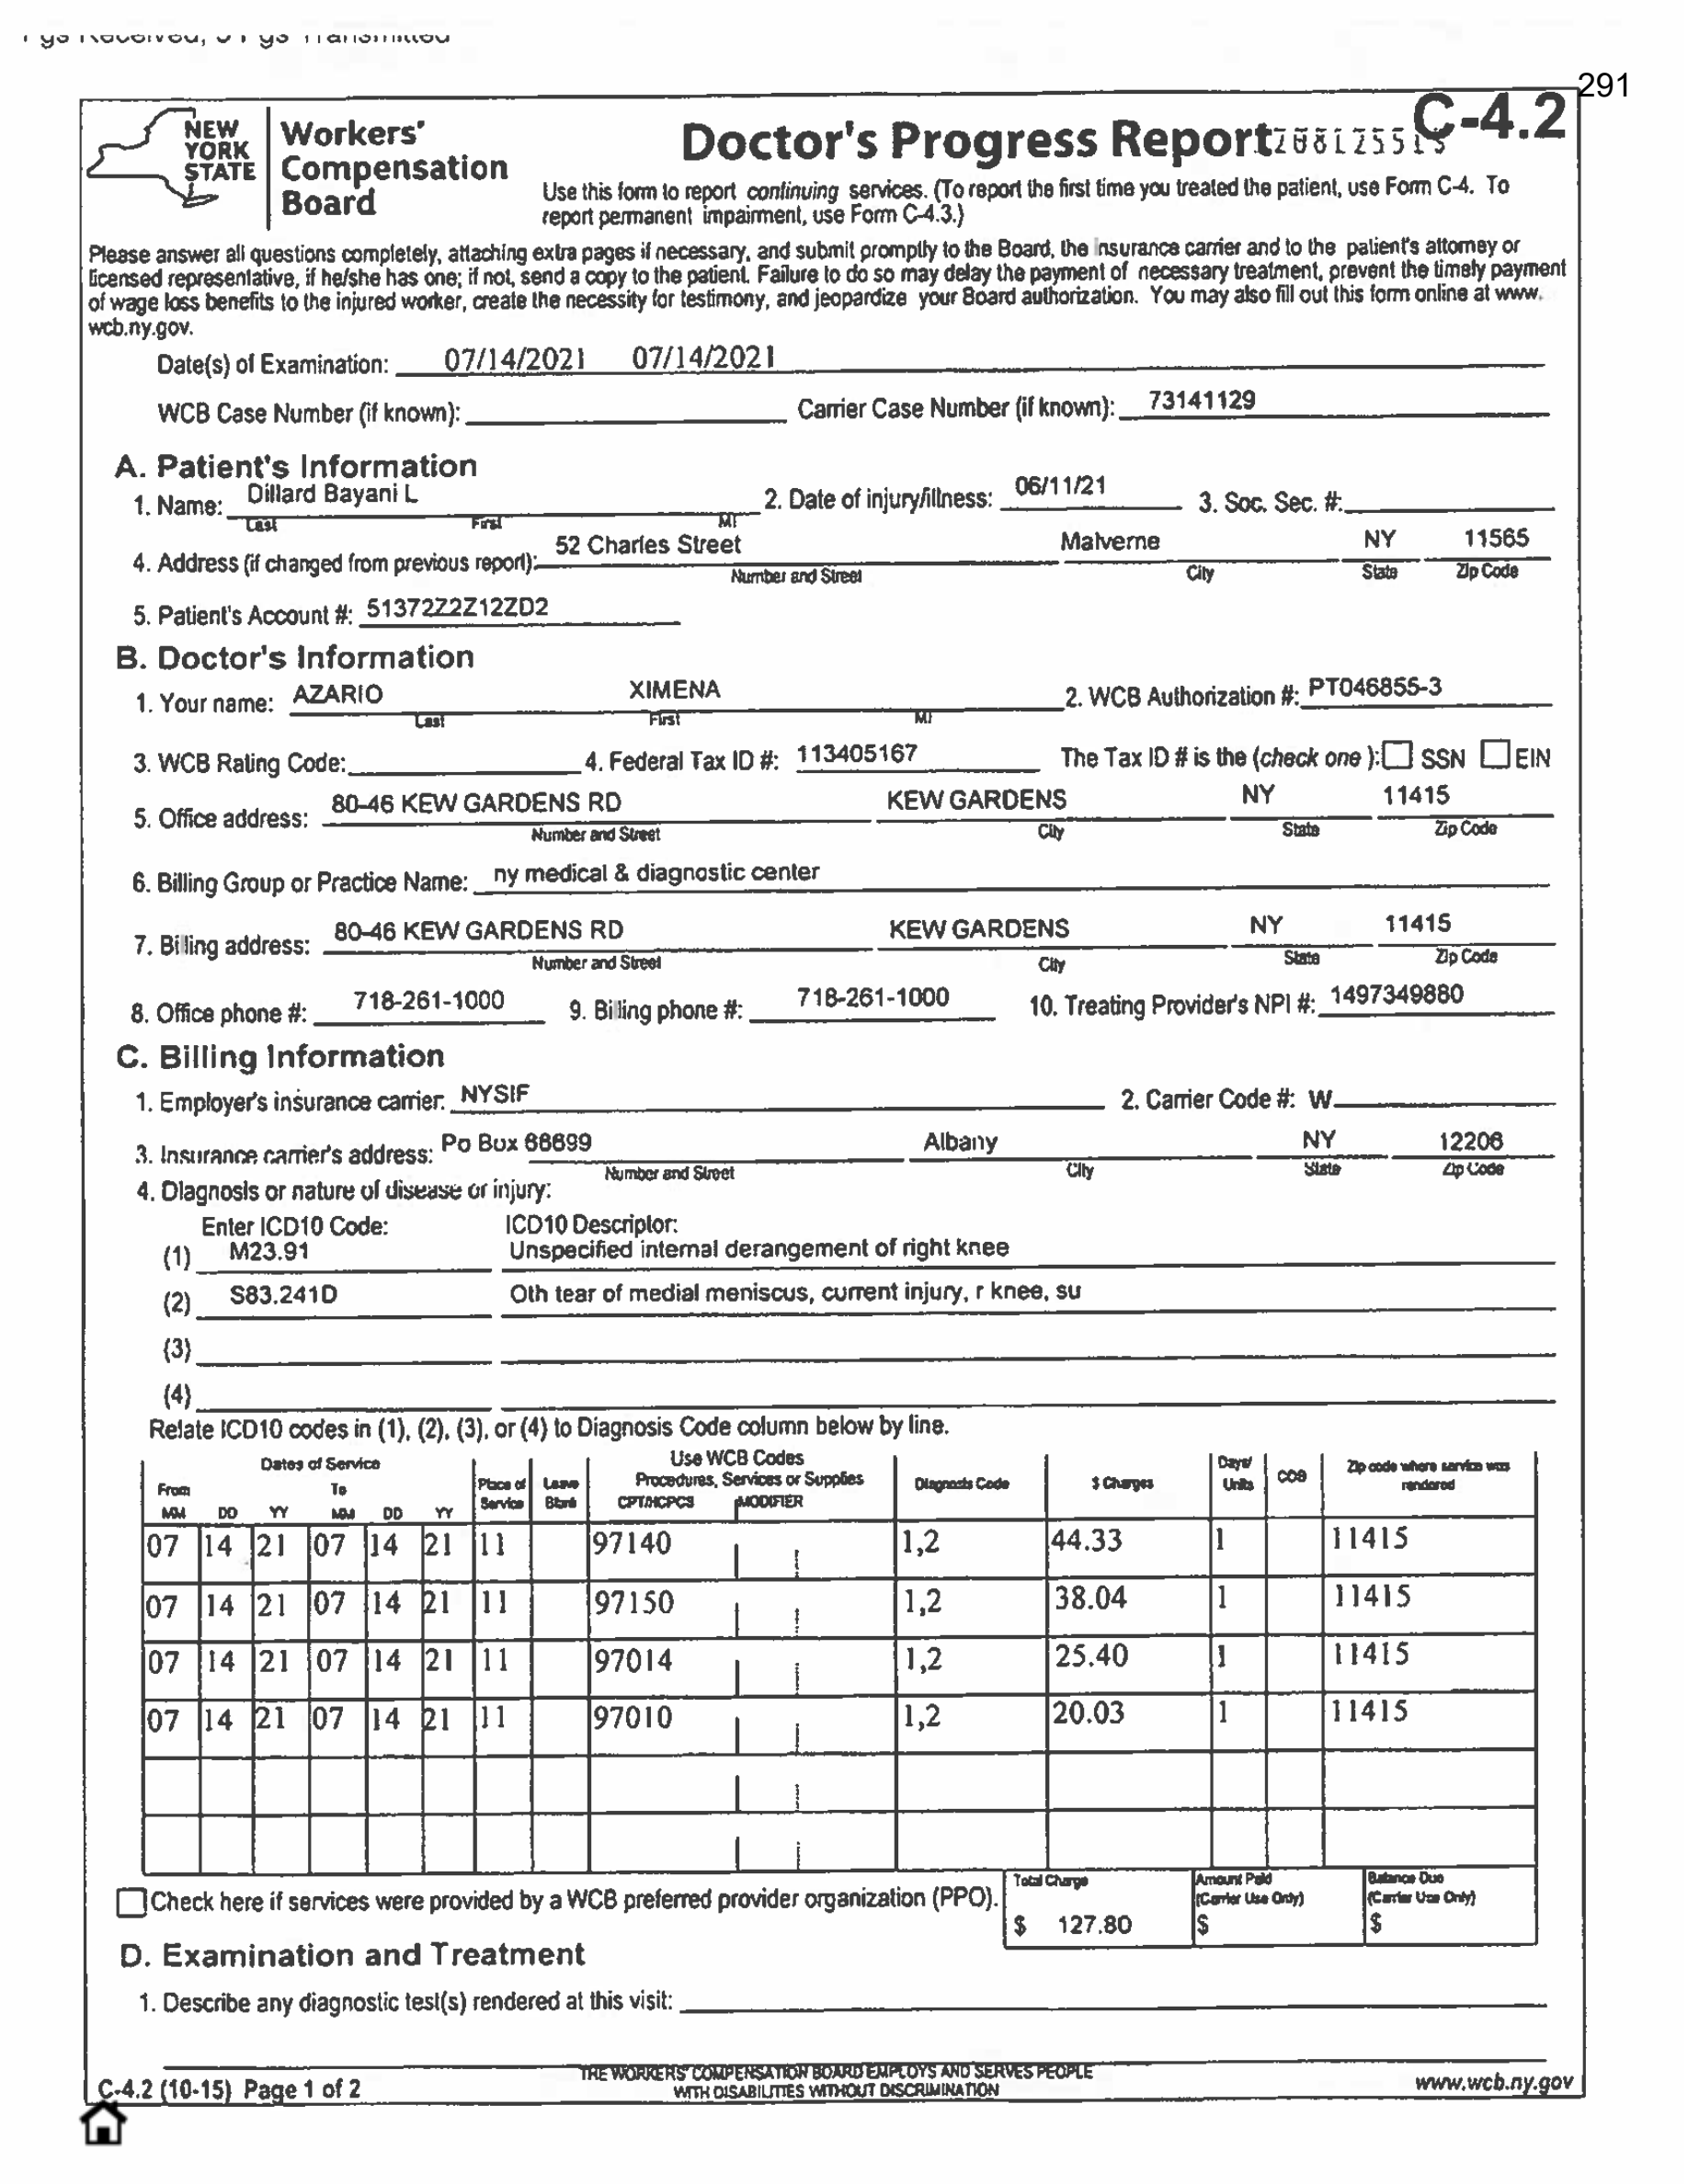 291
NEW YORK STATE
Workers' Compensation Board
Doctor's Progress Report
C-4.2
Use this form to report continuing services. (To report the first time you treated the patient, use Form C-4. To
report permanent impairment, use Form C-4.3.)
Please answer all questions completely, attaching extra pages if necessary, and submit promptly to the Board, the insurance carrier and to the patient's attorney or
licensed representative, if he/she has one; if not, send a copy to the patient. Failure to do so may delay the payment of necessary treatment, prevent the timely payment
of wage loss benefits to the injured worker, create the necessity for testimony, and jeopardize your Board authorization. You may also fill out this form online at www.
wcb.ny.gov.
Date(s) of Examination: 07/14/2021 07/14/2021
WCB Case Number (if known): Carrier Case Number (if known): 73141129
A. Patient's Information
1. Name: Dillard Bayani L 2. Date of injury/illness: 06/11/21 3. Soc. Sec. #:
Last First MI
4. Address (if changed from previous report): 52 Charles Street Malverne NY 11565
Number and Street City State Zip Code
5. Patient's Account #: 51372Z2Z12ZD2
B. Doctor's Information
1. Your name: AZARIO XIMENA 2. WCB Authorization #: PT046855-3
Last First MI
3. WCB Rating Code: 4. Federal Tax ID #: 113405167 The Tax ID # is the (check one ): SSN EIN
5. Office address: 80-46 KEW GARDENS RD KEW GARDENS NY 11415
Number and Street City State Zip Code
6. Billing Group or Practice Name: ny medical & diagnostic center
7. Billing address: 80-46 KEW GARDENS RD KEW GARDENS NY 11415
Number and Street City State Zip Code
8. Office phone #: 718-261-1000 9. Billing phone #: 718-261-1000 10. Treating Provider's NPI #: 1497349880
C. Billing Information
1. Employer's insurance carrier: NYSIF 2. Carrier Code #: W
3. Insurance carrier's address: Po Box 66699 Albany NY 12206
Number and Street City State Zip Code
4. Diagnosis or nature of disease or injury:
Enter ICD10 Code: ICD10 Descriptor:
(1) M23.91 Unspecified internal derangement of right knee
(2) S83.241D Oth tear of medial meniscus, current injury, r knee, su
(3)
(4)
Relate ICD10 codes in (1), (2), (3), or (4) to Diagnosis Code column below by line.
Dates of Service Use WCB Codes
From To Place of Service Leave Blank Procedures, Services or Supplies Diagnosis Code $ Charges Days/ Units COB Zip code where service was rendered
MM DD YY MM DD YY CPT/HCPCS MODIFIER
07 14 21 07 14 21 11 97140 1,2 44.33 1 11415
07 14 21 07 14 21 11 97150 1,2 38.04 1 11415
07 14 21 07 14 21 11 97014 1,2 25.40 1 11415
07 14 21 07 14 21 11 97010 1,2 20.03 1 11415
Check here if services were provided by a WCB preferred provider organization (PPO).
Total Charge Amount Paid (Carrier Use Only) Balance Due (Carrier Use Only)
$ 127.80 $ $
D. Examination and Treatment
1. Describe any diagnostic test(s) rendered at this visit:
THE WORKERS' COMPENSATION BOARD EMPLOYS AND SERVES PEOPLE
WITH DISABILITIES WITHOUT DISCRIMINATION
C-4.2 (10-15) Page 1 of 2 www.wcb.ny.gov